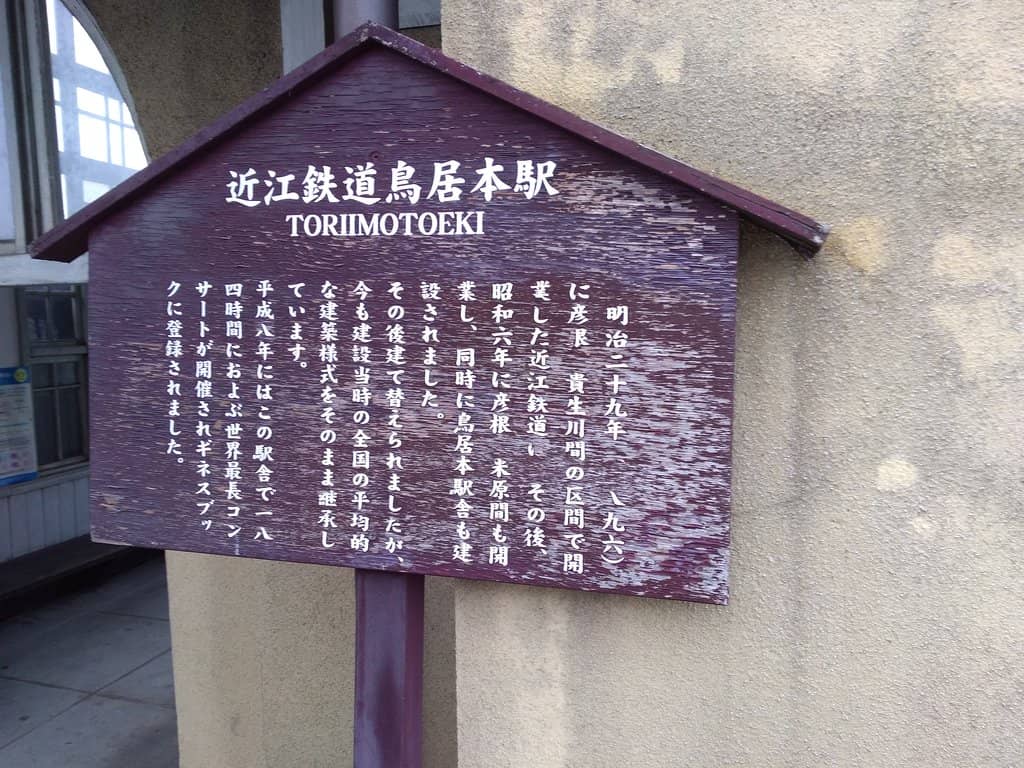 近江鉄道鳥居本駅
TORIIMOTOEKI
明治二十九年 八九六)
に彦根 貴生川間の区間で開
業した近江鉄道い その後、
昭和六年に彦根 米原間も開
業し、同時に鳥居本駅舎も建
設されました。
その後建て替えられましたが、
今も建設当時の全国の平均的
な建築様式をそのまま継承し
ています。
平成八年にはこの駅舎で一八
四時間におよぶ世界最長コン
サートが開催されギネスブッ
クに登録されました。